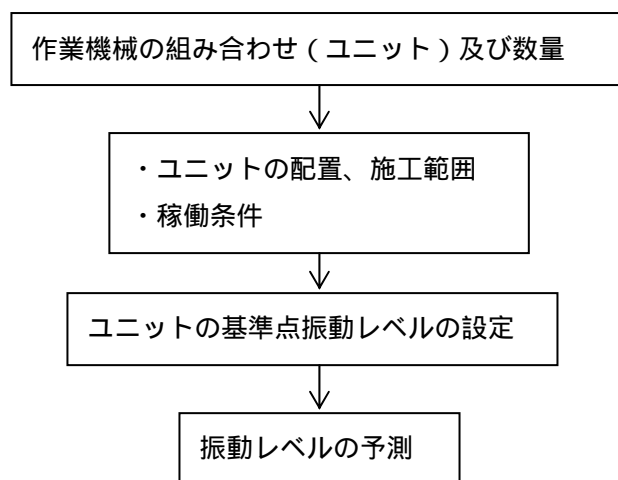 作業機械の組み合わせ（ユニット）及び数量
・ユニットの配置、施工範囲
・稼働条件
ユニットの基準点振動レベルの設定
振動レベルの予測